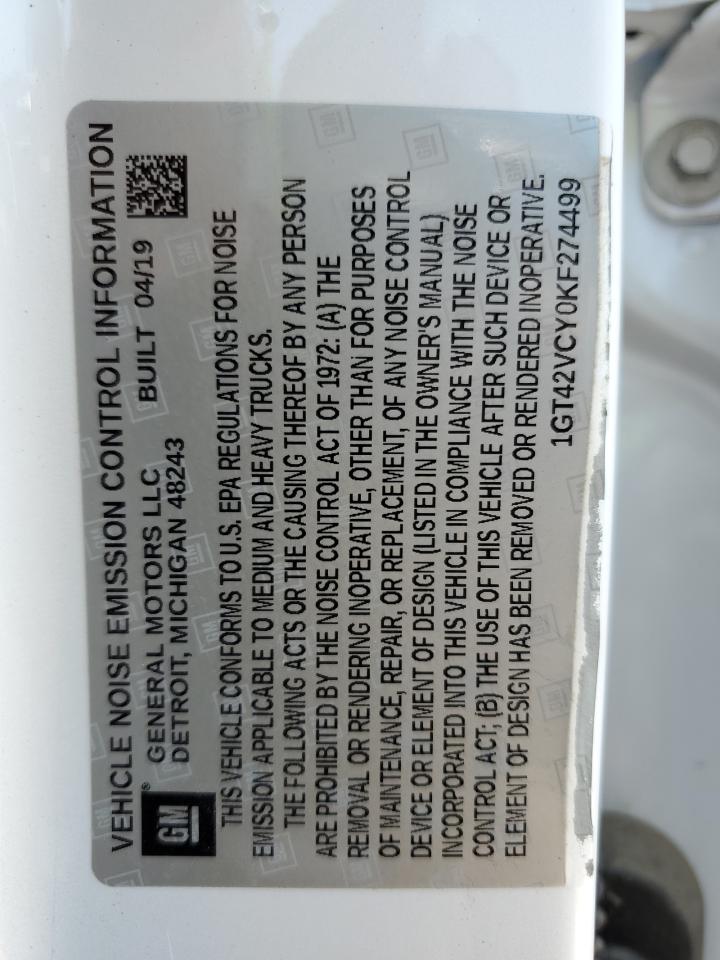 VEHICLE NOISE EMISSION CONTROL INFORMATION
GM®
GENERAL MOTORS LLC
DETROIT, MICHIGAN 48243 BUILT 04/19
THIS VEHICLE CONFORMS TO U.S. EPA REGULATIONS FOR NOISE
EMISSION APPLICABLE TO MEDIUM AND HEAVY TRUCKS.
THE FOLLOWING ACTS OR THE CAUSING THEREOF BY ANY PERSON
ARE PROHIBITED BY THE NOISE CONTROL ACT OF 1972: (A) THE
REMOVAL OR RENDERING INOPERATIVE, OTHER THAN FOR PURPOSES
OF MAINTENANCE, REPAIR, OR REPLACEMENT, OF ANY NOISE CONTROL
DEVICE OR ELEMENT OF DESIGN (LISTED IN THE OWNER'S MANUAL)
INCORPORATED INTO THIS VEHICLE IN COMPLIANCE WITH THE NOISE
CONTROL ACT; (B) THE USE OF THIS VEHICLE AFTER SUCH DEVICE OR
ELEMENT OF DESIGN HAS BEEN REMOVED OR RENDERED INOPERATIVE.
1GT42VCY0KF274499